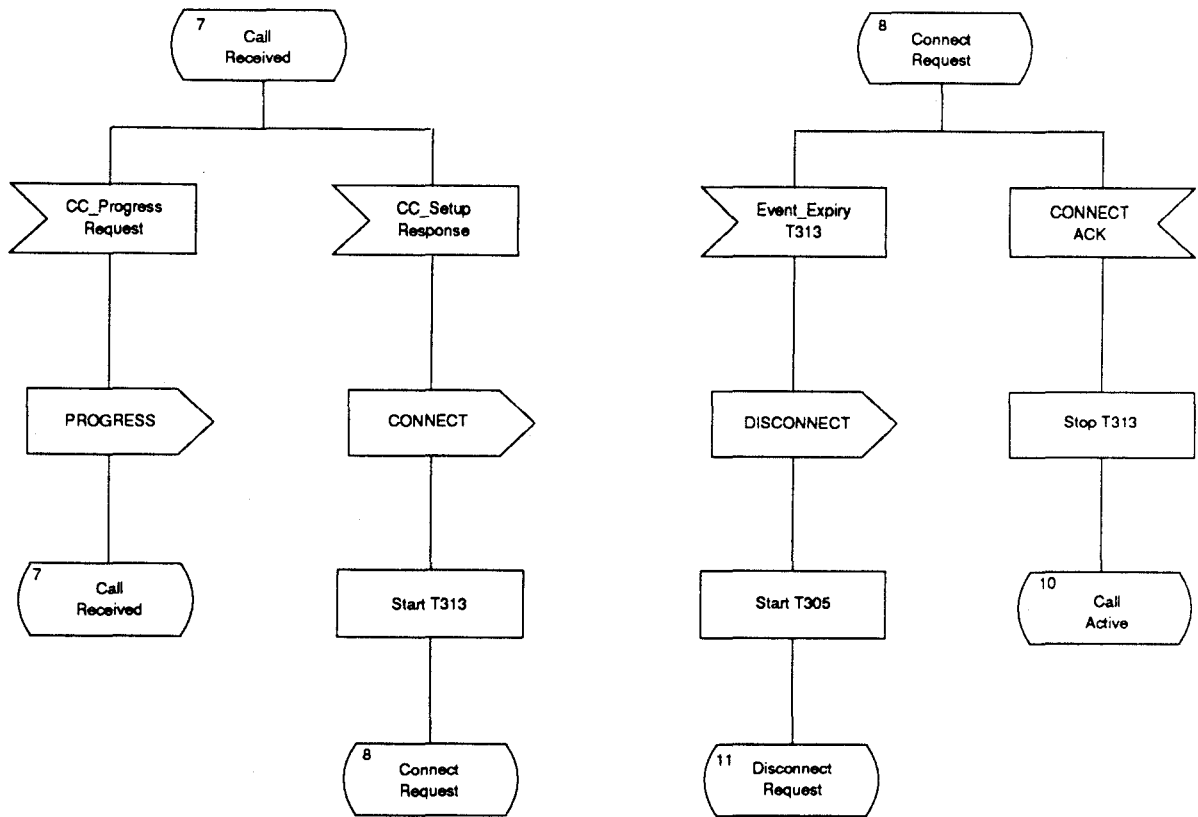 7
Call
Received
8
Connect
Request
CC_Progress
Request
CC_Setup
Response
Event_Expiry
T313
CONNECT
ACK
PROGRESS
CONNECT
DISCONNECT
Stop T313
7
Call
Received
Start T313
Start T305
10
Call
Active
8
Connect
Request
11
Disconnect
Request